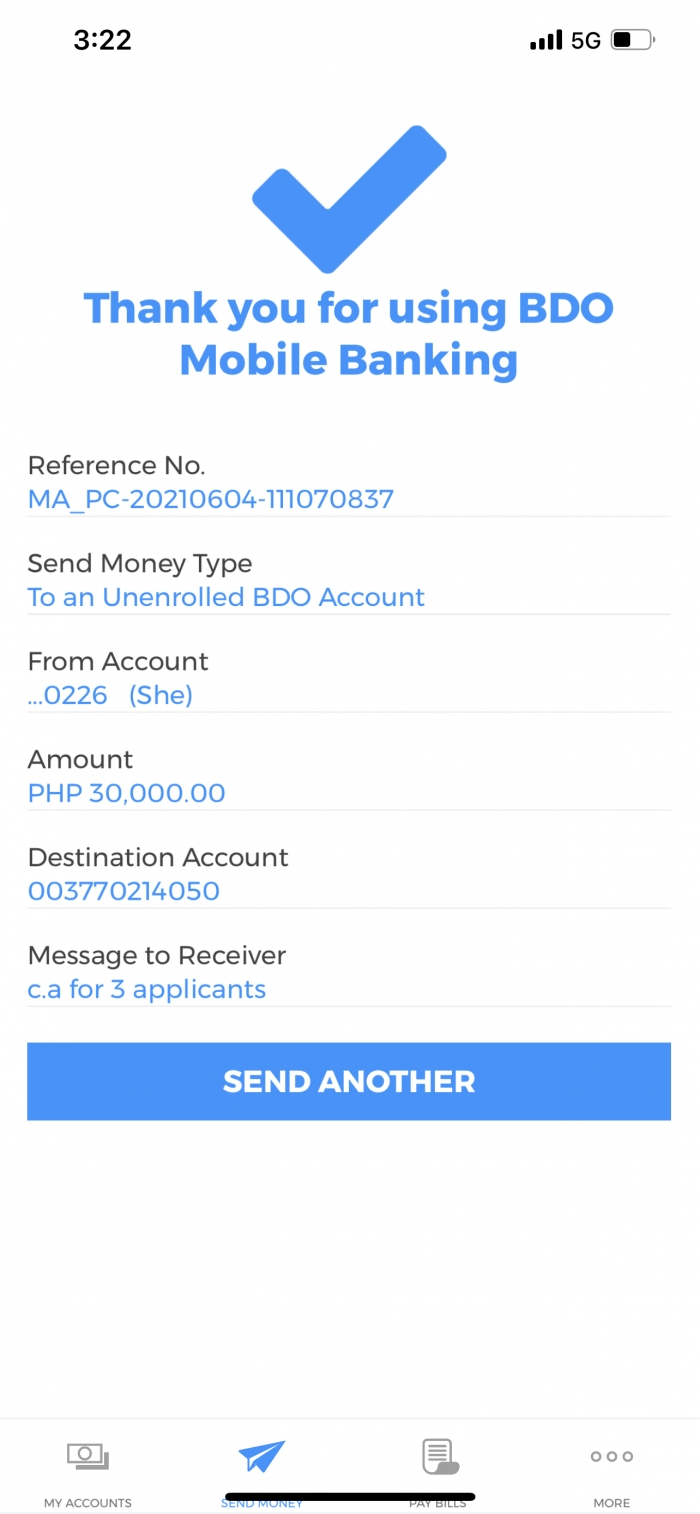 3:22
5G
Thank you for using BDO
Mobile Banking
Reference No.
MA_PC-20210604-111070837
Send Money Type
To an Unenrolled BDO Account
From Account
...0226 (She)
Amount
PHP 30,000.00
Destination Account
003770214050
Message to Receiver
c.a for 3 applicants
SEND ANOTHER
MY ACCOUNTS
SEND MONEY
PAY BILLS
MORE